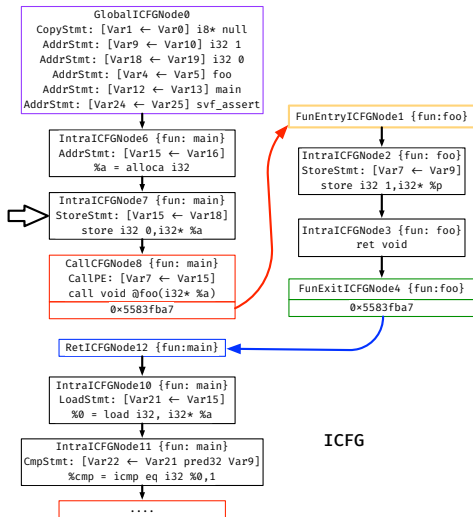 GlobalICFGNode0
CopyStmt: [Var1 ← Var0] i8* null
AddrStmt: [Var9 ← Var10] i32 1
AddrStmt: [Var18 ← Var19] i32 0
AddrStmt: [Var4 ← Var5] foo
AddrStmt: [Var12 ← Var13] main
AddrStmt: [Var24 ← Var25] svf_assert
IntraICFGNode6 {fun: main}
AddrStmt: [Var15 ← Var16]
%a = alloca i32
IntraICFGNode7 {fun: main}
StoreStmt: [Var15 ← Var18]
store i32 0,i32* %a
CallCFGNode8 {fun: main}
CallPE: [Var7 ← Var15]
call void @foo(i32* %a)
0×5583fba7
FunEntryICFGNode1 {fun:foo}
IntraICFGNode2 {fun: foo}
StoreStmt: [Var7 ← Var9]
store i32 1,i32* %p
IntraICFGNode3 {fun: foo}
ret void
FunExitICFGNode4 {fun:foo}
0×5583fba7
RetICFGNode12 {fun:main}
IntraICFGNode10 {fun: main}
LoadStmt: [Var21 ← Var15]
%0 = load i32, i32* %a
IntraICFGNode11 {fun: main}
CmpStmt: [Var22 ← Var21 pred32 Var9]
%cmp = icmp eq i32 %0,1
....
ICFG